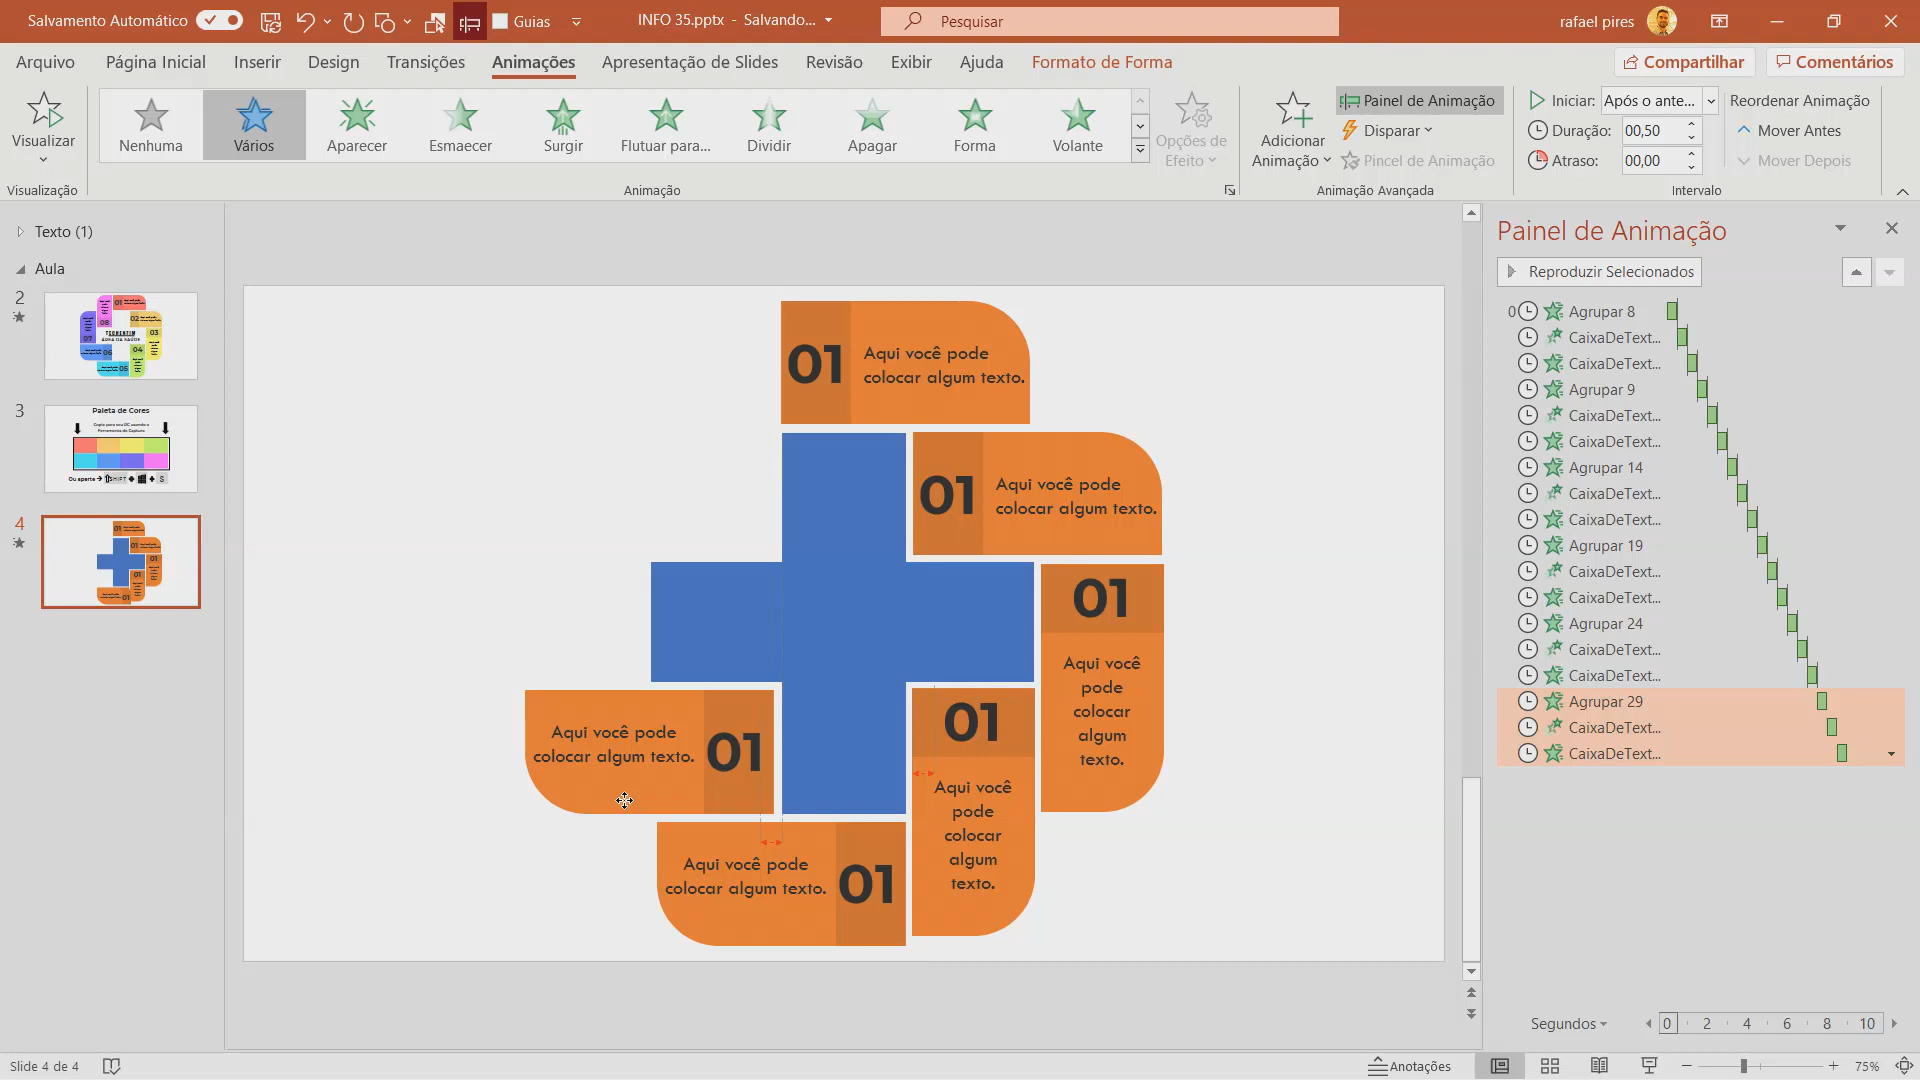 Salvamento Automático
Guias
INFO 35.pptx - Salvando...
Pesquisar
rafael pires
Arquivo
Página Inicial
Inserir
Design
Transições
Animações
Apresentação de Slides
Revisão
Exibir
Ajuda
Formato de Forma
Compartilhar
Comentários
Visualizar
Nenhuma
Vários
Aparecer
Esmaecer
Surgir
Flutuar para...
Dividir
Apagar
Forma
Volante
Opções de
Efeito
Adicionar
Animação
Painel de Animação
Disparar
Pincel de Animação
Iniciar: Após o ante...
Duração: 00,50
Atraso: 00,00
Reordenar Animação
Mover Antes
Mover Depois
Visualização
Animação
Animação Avançada
Intervalo
Texto (1)
Aula
2
3
Paleta de Cores
4
01
Aqui você pode
colocar algum texto.
01
Aqui você pode
colocar algum texto.
01
Aqui você
pode
colocar
algum
texto.
01
Aqui você
pode
colocar
algum
texto.
Aqui você pode
colocar algum texto.
01
Aqui você pode
colocar algum texto.
01
Painel de Animação
Reproduzir Selecionados
0 Agrupar 8
CaixaDeText...
CaixaDeText...
Agrupar 9
CaixaDeText...
CaixaDeText...
Agrupar 14
CaixaDeText...
CaixaDeText...
Agrupar 19
CaixaDeText...
CaixaDeText...
Agrupar 24
CaixaDeText...
CaixaDeText...
Agrupar 29
CaixaDeText...
CaixaDeText...
Segundos
0 2 4 6 8 10
Slide 4 de 4
Anotações
75%